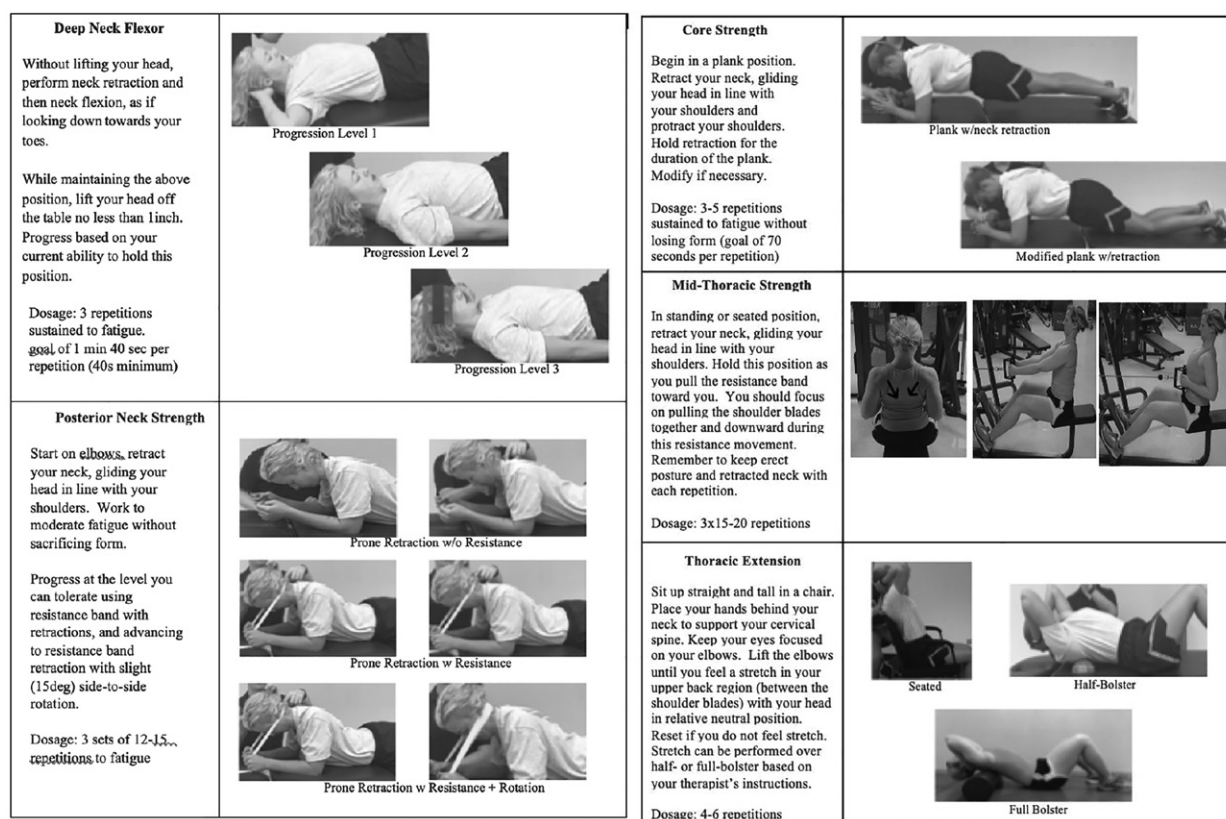 Deep Neck Flexor
Without lifting your head,
perform neck retraction and
then neck flexion, as if
looking down towards your
toes.
While maintaining the above
position, lift your head off
the table no less than 1inch.
Progress based on your
current ability to hold this
position.
Dosage: 3 repetitions
sustained to fatigue.
goal of 1 min 40 sec per
repetition (40s minimum)
Progression Level 1
Progression Level 2
Progression Level 3
Posterior Neck Strength
Start on elbows, retract
your neck, gliding your
head in line with your
shoulders. Work to
moderate fatigue without
sacrificing form.
Progress at the level you
can tolerate using
resistance band with
retractions, and advancing
to resistance band
retraction with slight
(15deg) side-to-side
rotation.
Dosage: 3 sets of 12-15
repetitions to fatigue
Prone Retraction w/o Resistance
Prone Retraction w Resistance
Prone Retraction w Resistance + Rotation
Core Strength
Begin in a plank position.
Retract your neck, gliding
your head in line with
your shoulders and
protract your shoulders.
Hold retraction for the
duration of the plank.
Modify if necessary.
Dosage: 3-5 repetitions
sustained to fatigue without
losing form (goal of 70
seconds per repetition)
Plank w/neck retraction
Modified plank w/retraction
Mid-Thoracic Strength
In standing or seated position,
retract your neck, gliding your
head in line with your
shoulders. Hold this position as
you pull the resistance band
toward you. You should focus
on pulling the shoulder blades
together and downward during
this resistance movement.
Remember to keep erect
posture and retracted neck with
each repetition.
Dosage: 3x15-20 repetitions
Thoracic Extension
Sit up straight and tall in a chair.
Place your hands behind your
neck to support your cervical
spine. Keep your eyes focused
on your elbows. Lift the elbows
until you feel a stretch in your
upper back region (between the
shoulder blades) with your head
in relative neutral position.
Reset if you do not feel stretch.
Stretch can be performed over
half- or full-bolster based on
your therapist's instructions.
Dosage: 4-6 repetitions
Seated
Half-Bolster
Full Bolster